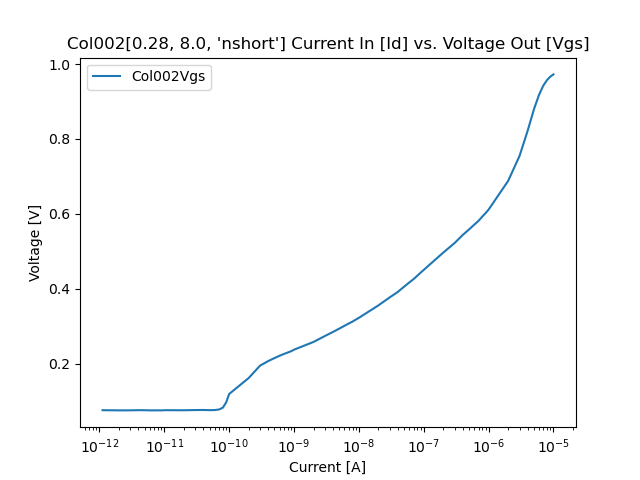 Col002[0.28, 8.0, 'nshort'] Current In [Id] vs. Voltage Out [Vgs]
Col002Vgs
1.0
0.8
0.6
0.4
0.2
Voltage [V]
10⁻¹² 10⁻¹¹ 10⁻¹⁰ 10⁻⁹ 10⁻⁸ 10⁻⁷ 10⁻⁶ 10⁻⁵
Current [A]